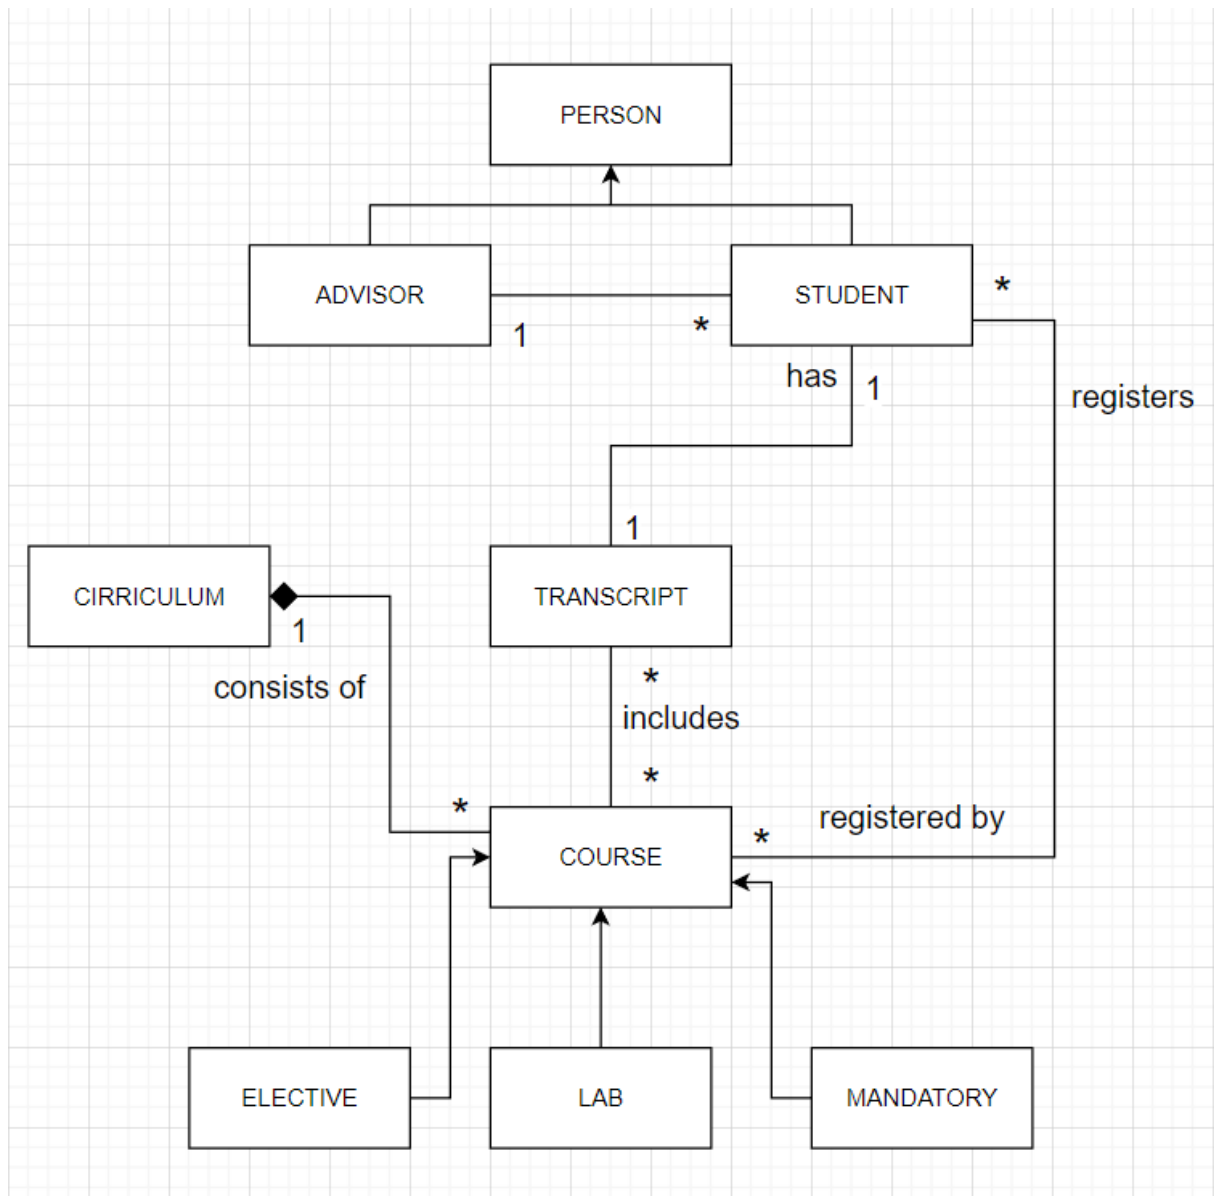 PERSON
ADVISOR
STUDENT
*
1
*
has
1
registers
1
CIRRICULUM
TRANSCRIPT
1
consists of
*
includes
*
*
registered by
*
COURSE
ELECTIVE
LAB
MANDATORY